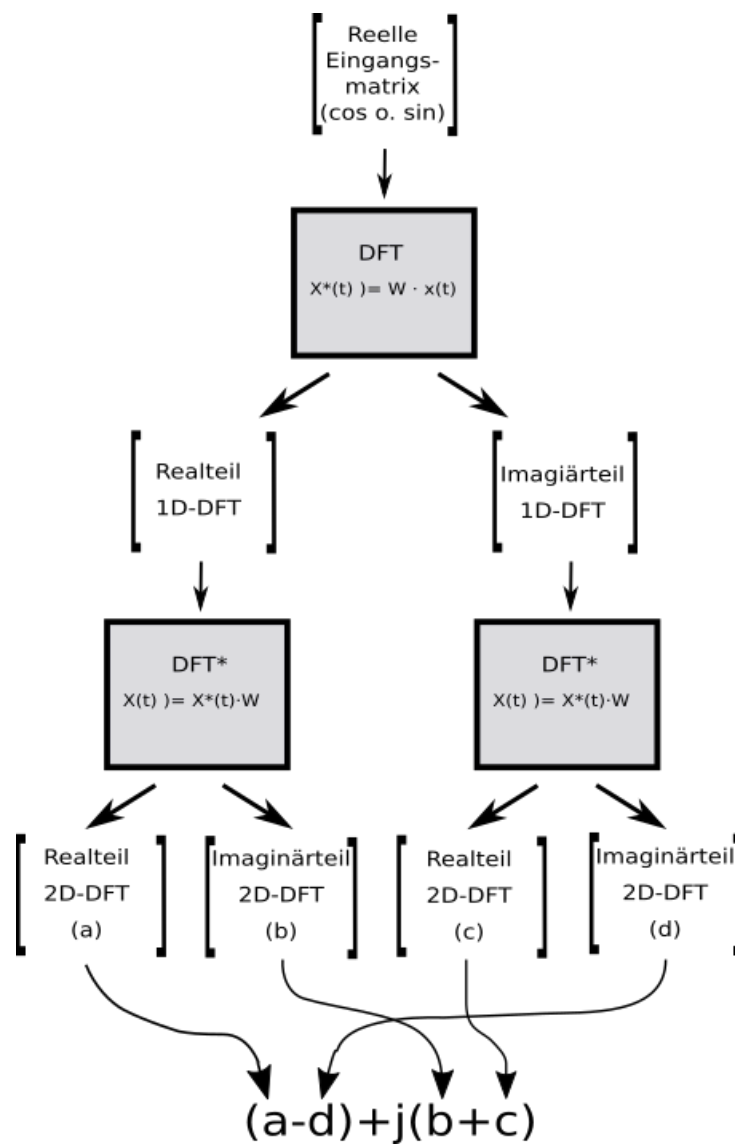 Reelle
Eingangs-
matrix
(cos o. sin)
DFT
X*(t) )= W · x(t)
Realteil
1D-DFT
Imagiärteil
1D-DFT
DFT*
X(t) )= X*(t)·W
DFT*
X(t) )= X*(t)·W
Realteil
2D-DFT
(a)
Imaginärteil
2D-DFT
(b)
Realteil
2D-DFT
(c)
Imaginärteil
2D-DFT
(d)
(a-d)+j(b+c)